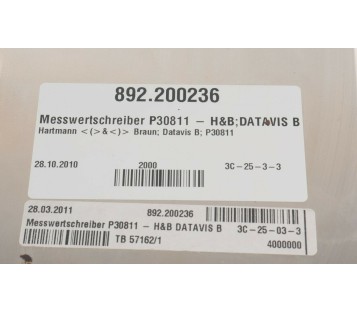 892.200236
Messwertschreiber P30811 – H&B;DATAVIS B
Hartmann <(>&<)> Braun; Datavis B; P30811
28.10.2010 2000 3C-25-3-3
28.03.2011 892.200236 3C-25-03-3
Messwertschreiber P30811 – H&B DATAVIS B
TB 57162/1 4000000